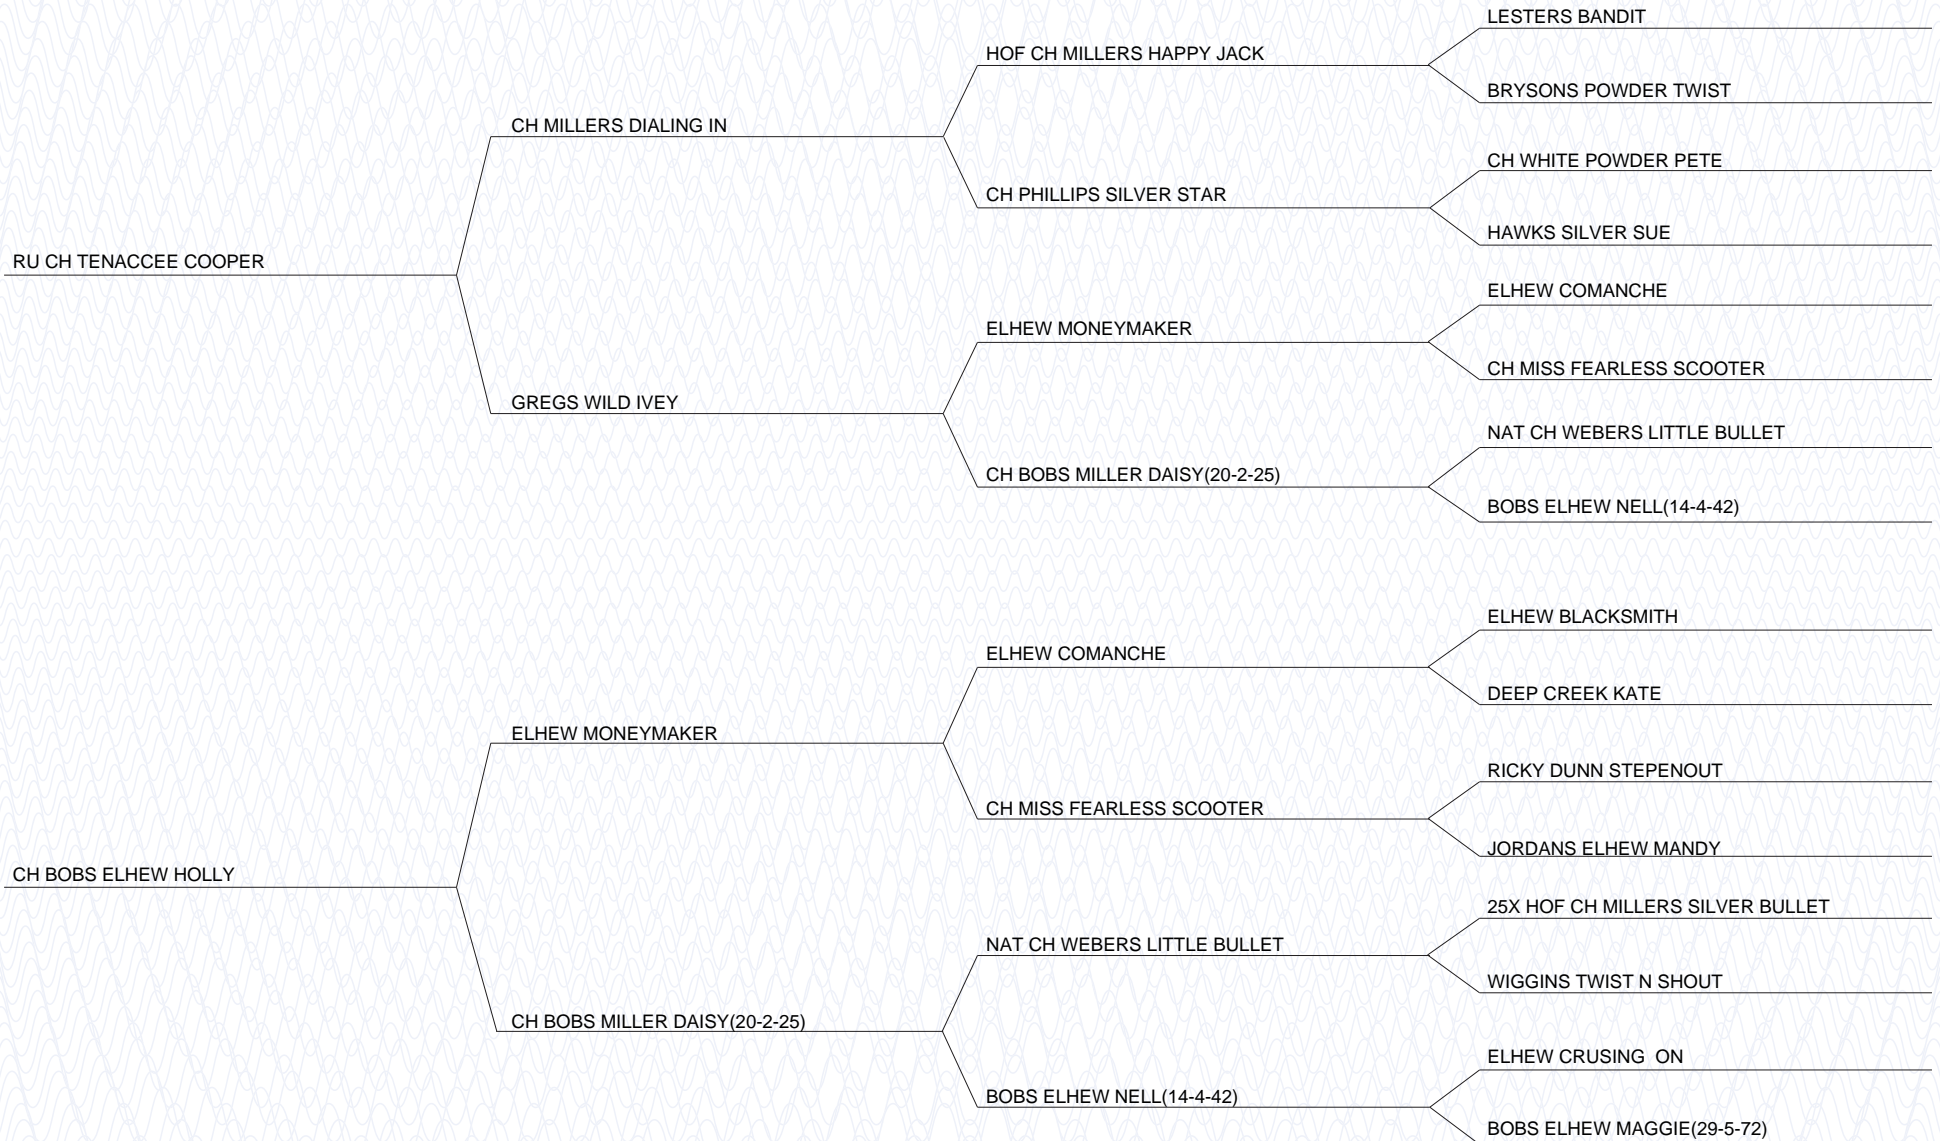 LESTERS BANDIT
HOF CH MILLERS HAPPY JACK
BRYSONS POWDER TWIST
CH MILLERS DIALING IN
CH WHITE POWDER PETE
CH PHILLIPS SILVER STAR
HAWKS SILVER SUE
RU CH TENACCEE COOPER
ELHEW COMANCHE
ELHEW MONEYMAKER
CH MISS FEARLESS SCOOTER
GREGS WILD IVEY
NAT CH WEBERS LITTLE BULLET
CH BOBS MILLER DAISY(20-2-25)
BOBS ELHEW NELL(14-4-42)
ELHEW BLACKSMITH
ELHEW COMANCHE
DEEP CREEK KATE
ELHEW MONEYMAKER
RICKY DUNN STEPENOUT
CH MISS FEARLESS SCOOTER
JORDANS ELHEW MANDY
CH BOBS ELHEW HOLLY
25X HOF CH MILLERS SILVER BULLET
NAT CH WEBERS LITTLE BULLET
WIGGINS TWIST N SHOUT
CH BOBS MILLER DAISY(20-2-25)
ELHEW CRUSING  ON
BOBS ELHEW NELL(14-4-42)
BOBS ELHEW MAGGIE(29-5-72)